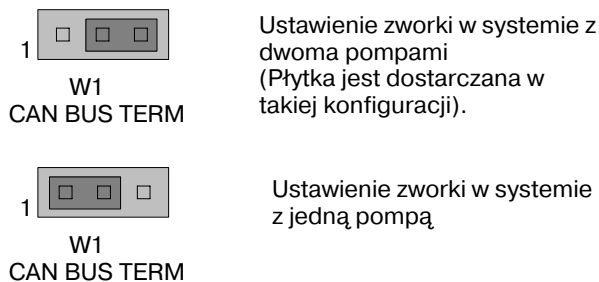 Ustawienie zworki w systemie z
dwoma pompami
(Płytka jest dostarczana w
takiej konfiguracji).
1
W1
CAN BUS TERM
Ustawienie zworki w systemie
z jedną pompą
1
W1
CAN BUS TERM